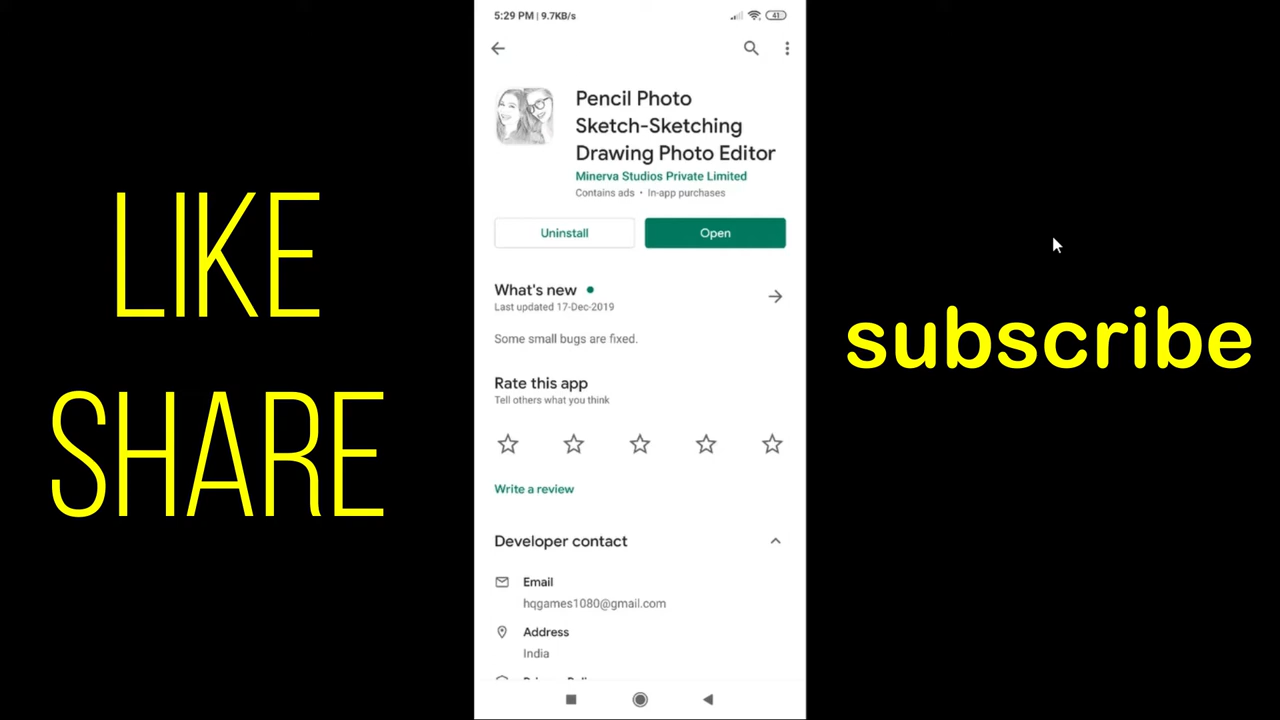 LIKE
SHARE
5:29 PM | 9.7KB/s
41
Pencil Photo
Sketch-Sketching
Drawing Photo Editor
Minerva Studios Private Limited
Contains ads • In-app purchases
Uninstall
Open
What's new
Last updated 17-Dec-2019
Some small bugs are fixed.
Rate this app
Tell others what you think
Write a review
Developer contact
Email
hqgames1080@gmail.com
Address
India
subscribe